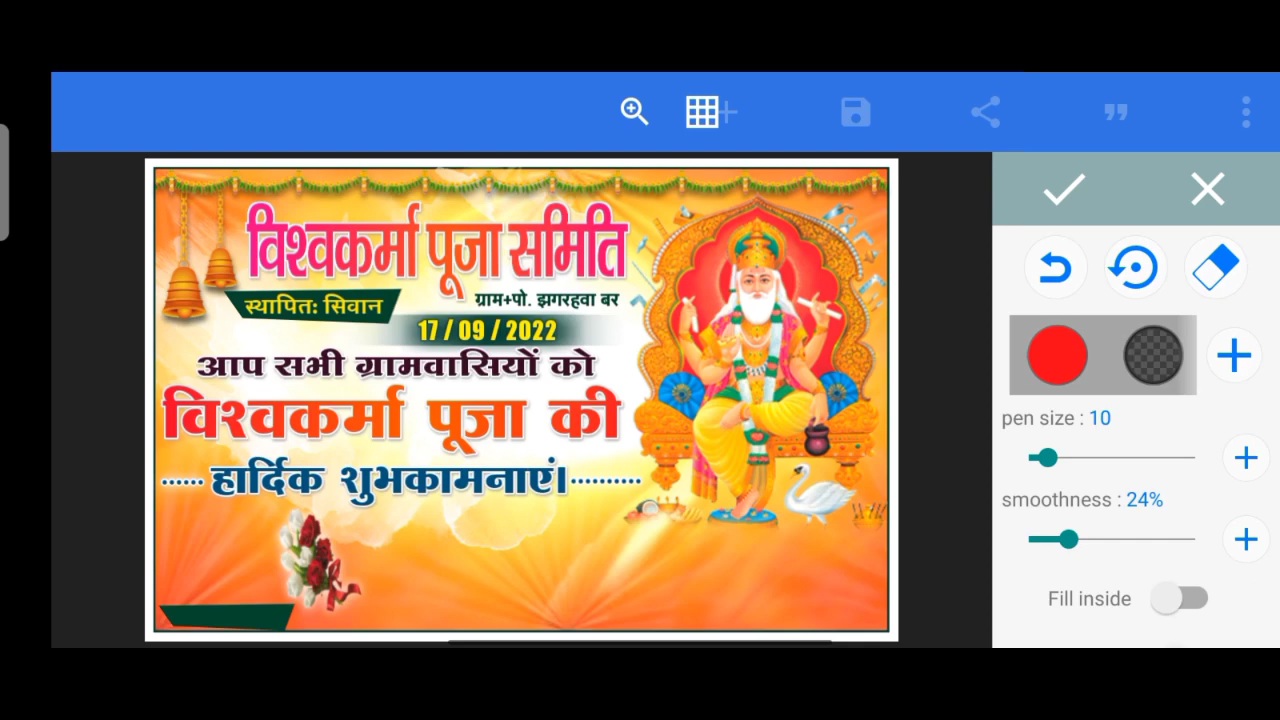 विश्वकर्मा पूजा समिति
स्थापितः सिवान
ग्राम+पो. झगरहवा बर
17 / 09 / 2022
आप सभी ग्रामवासियों को
विश्वकर्मा पूजा की
...... हार्दिक शुभकामनाएं।..........
pen size : 10
smoothness : 24%
Fill inside